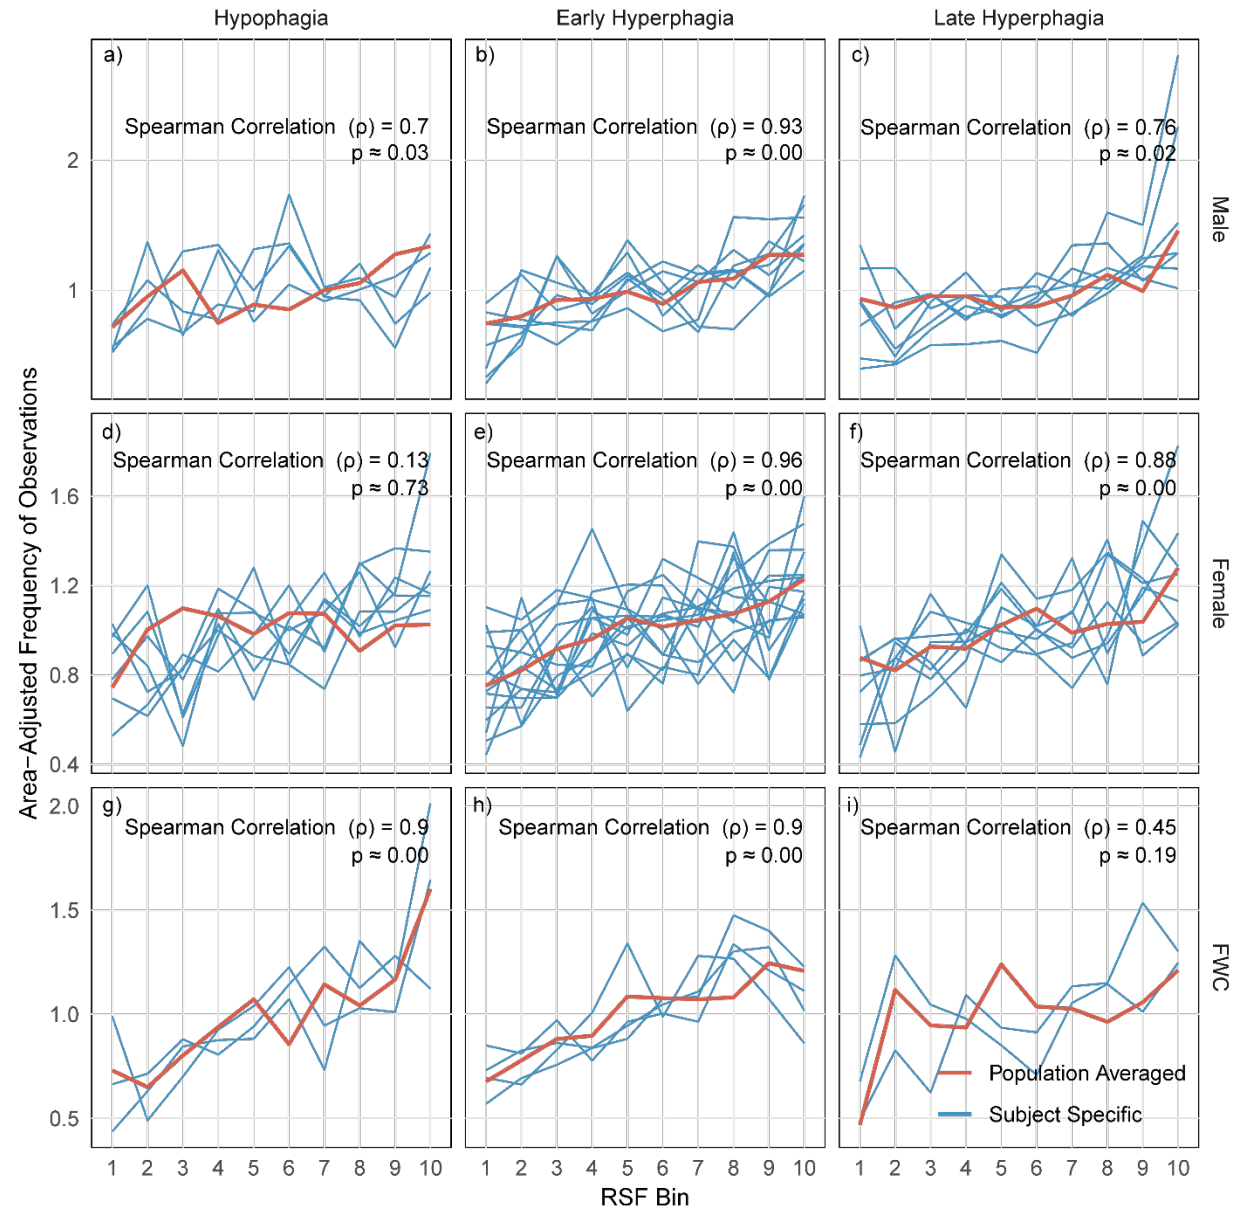 Hypophagia
Early Hyperphagia
Late Hyperphagia
a)
Spearman Correlation (ρ) = 0.7
p ≈ 0.03
b)
Spearman Correlation (ρ) = 0.93
p ≈ 0.00
c)
Spearman Correlation (ρ) = 0.76
p ≈ 0.02
2
1
Male
d)
Spearman Correlation (ρ) = 0.13
p ≈ 0.73
e)
Spearman Correlation (ρ) = 0.96
p ≈ 0.00
f)
Spearman Correlation (ρ) = 0.88
p ≈ 0.00
1.6
1.2
0.8
0.4
Female
Area−Adjusted Frequency of Observations
g)
Spearman Correlation (ρ) = 0.9
p ≈ 0.00
h)
Spearman Correlation (ρ) = 0.9
p ≈ 0.00
i)
Spearman Correlation (ρ) = 0.45
p ≈ 0.19
2.0
1.5
1.0
0.5
FWC
Population Averaged
Subject Specific
1 2 3 4 5 6 7 8 9 10
1 2 3 4 5 6 7 8 9 10
1 2 3 4 5 6 7 8 9 10
RSF Bin